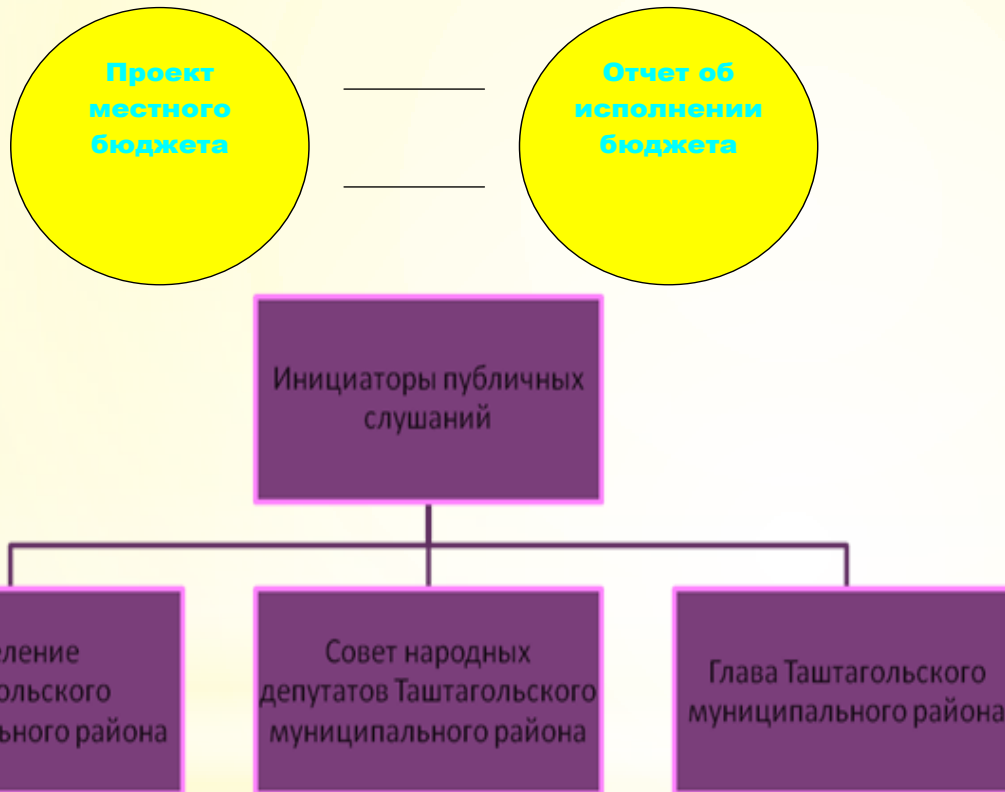 Проект
местного
бюджета
Отчет об
исполнении
бюджета
Инициаторы публичных
слушаний
района
Совет народных
депутатов Таштагольского
муниципального района
Глава Таштагольского
муниципального района